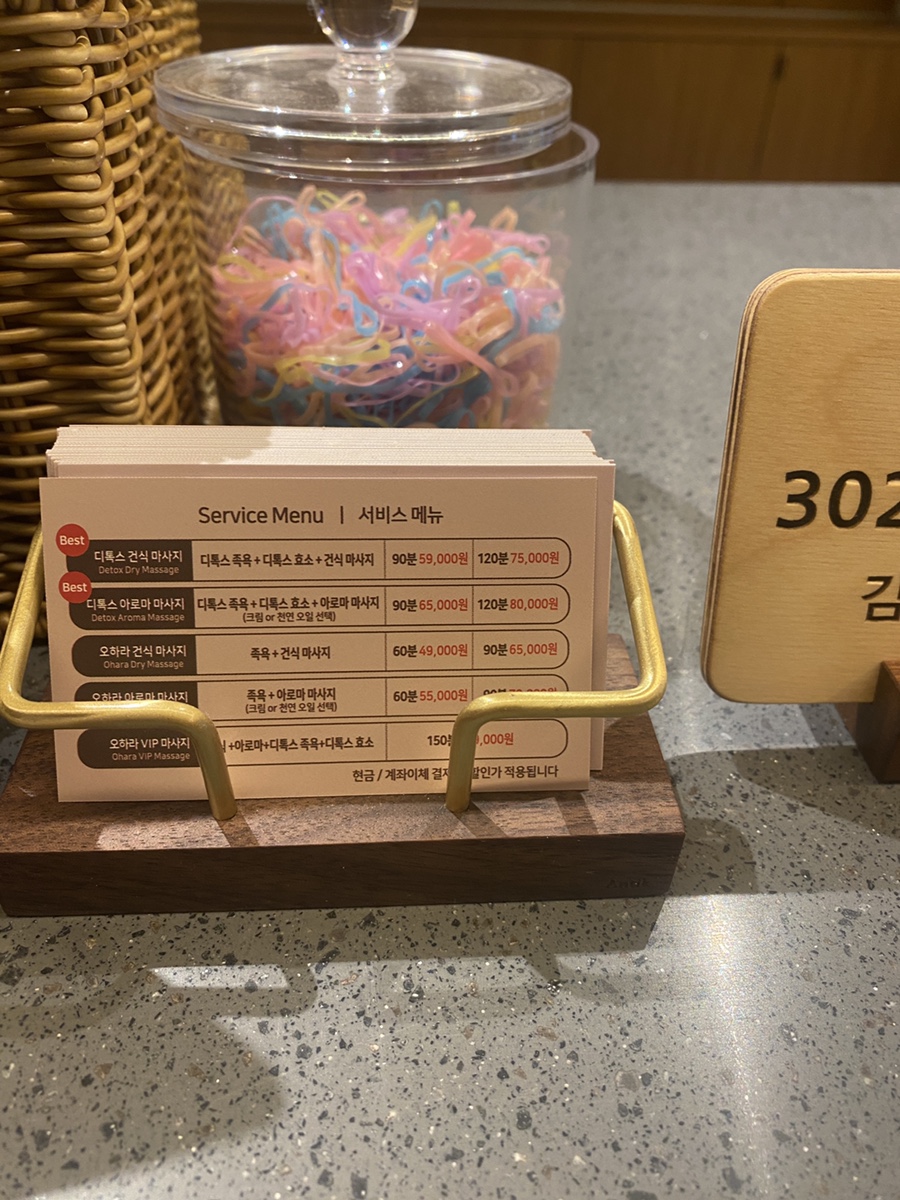 Service Menu | 서비스 메뉴
Best
디톡스 건식 마사지 디톡스 족욕 + 디톡스 효소 + 건식 마사지 90분 59,000원 120분 75,000원
Detox Dry Massage
Best
디톡스 아로마 마사지 디톡스 족욕 + 디톡스 효소 + 아로마 마사지 90분 65,000원 120분 80,000원
Detox Aroma Massage (크림 or 천연 오일 선택)
오하라 건식 마사지 족욕 + 건식 마사지 60분 49,000원 90분 65,000원
Ohara Dry Massage
오하라 아로마 마사지 족욕 + 아로마 마사지 60분 55,000원
(크림 or 천연 오일 선택)
오하라 VIP 마사지 +아로마+디톡스 족욕+디톡스 효소
Ohara VIP Massage
현금 / 계좌이체 적용됩니다
302
김